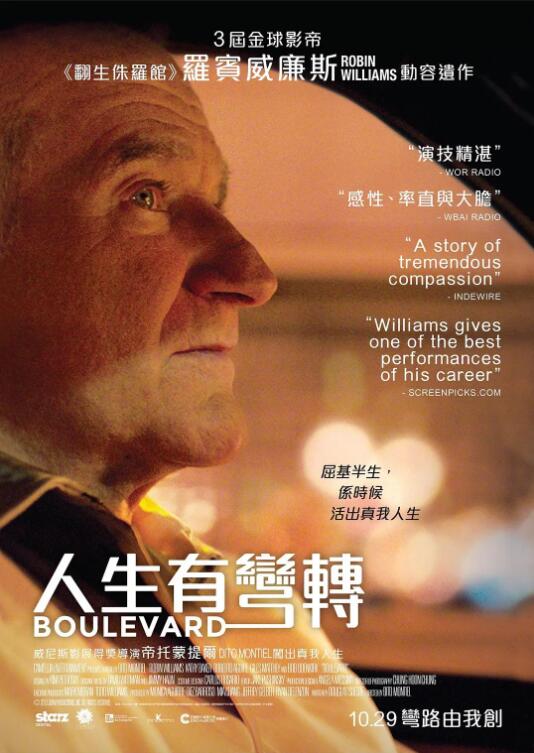 3屆金球影帝
《翻生侏羅館》羅賓威廉斯 ROBIN WILLIAMS 動容遺作
“演技精湛”
- WOR RADIO
“感性、率直與大膽”
- WBAI RADIO
“A story of
tremendous
compassion”
- INDEWIRE
“Williams gives
one of the best
performances
of his career”
- SCREENPICKS.COM
屈基半生，
係時候
活出真我人生
人生有彎轉
BOULEVARD
威尼斯影展得獎導演帝托蒙提爾 DITO MONTIEL 闖出真我人生
starz
DIGITAL
10.29 彎路由我創